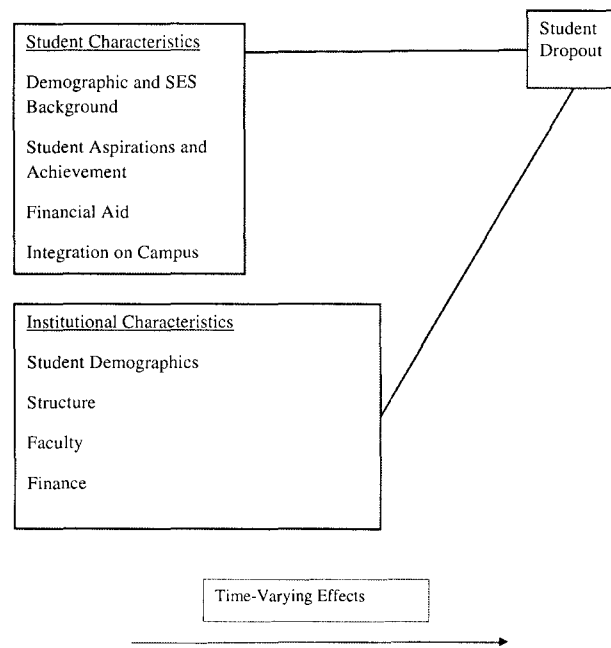 Student Characteristics
Demographic and SES
Background
Student Aspirations and
Achievement
Financial Aid
Integration on Campus
Student
Dropout
Institutional Characteristics
Student Demographics
Structure
Faculty
Finance
Time-Varying Effects